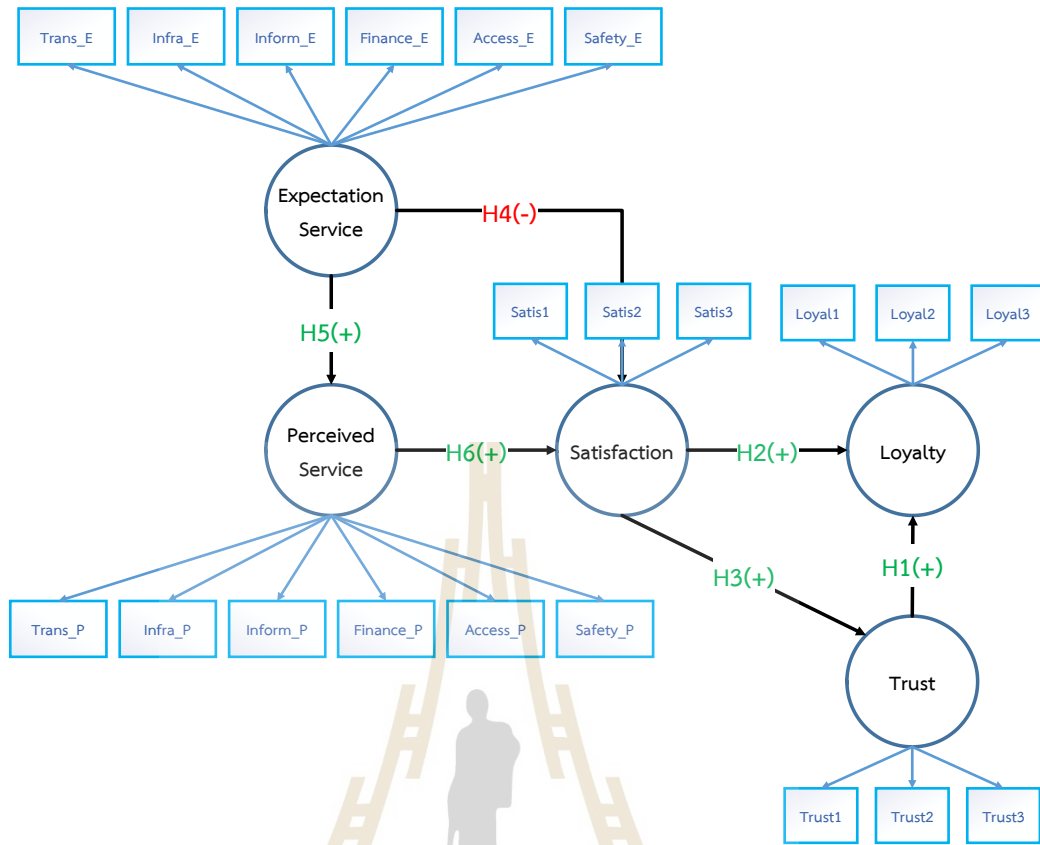 Trans_E
Infra_E
Inform_E
Finance_E
Access_E
Safety_E
Expectation
Service
H4(-)
H5(+)
Satis1
Satis2
Satis3
Loyal1
Loyal2
Loyal3
Perceived
Service
H6(+)
Satisfaction
H2(+)
Loyalty
H3(+)
H1(+)
Trans_P
Infra_P
Inform_P
Finance_P
Access_P
Safety_P
Trust
Trust1
Trust2
Trust3